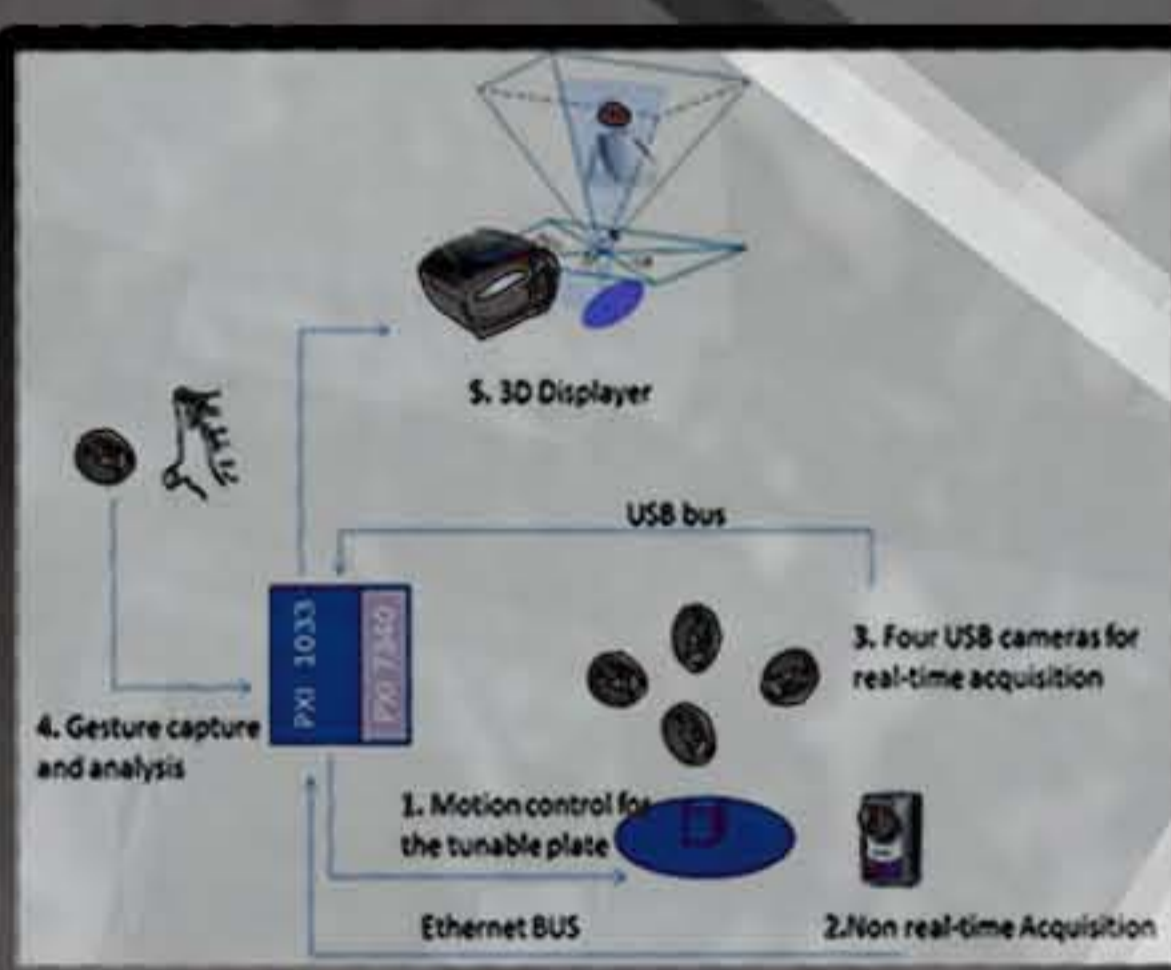 5. 3D Displayer
USB bus
PXI 1033
PXI 7340
3. Four USB cameras for
real-time acquisition
4. Gesture capture
and analysis
1. Motion control for
the tunable plate
Ethernet BUS
2.Non real-time Acquisition